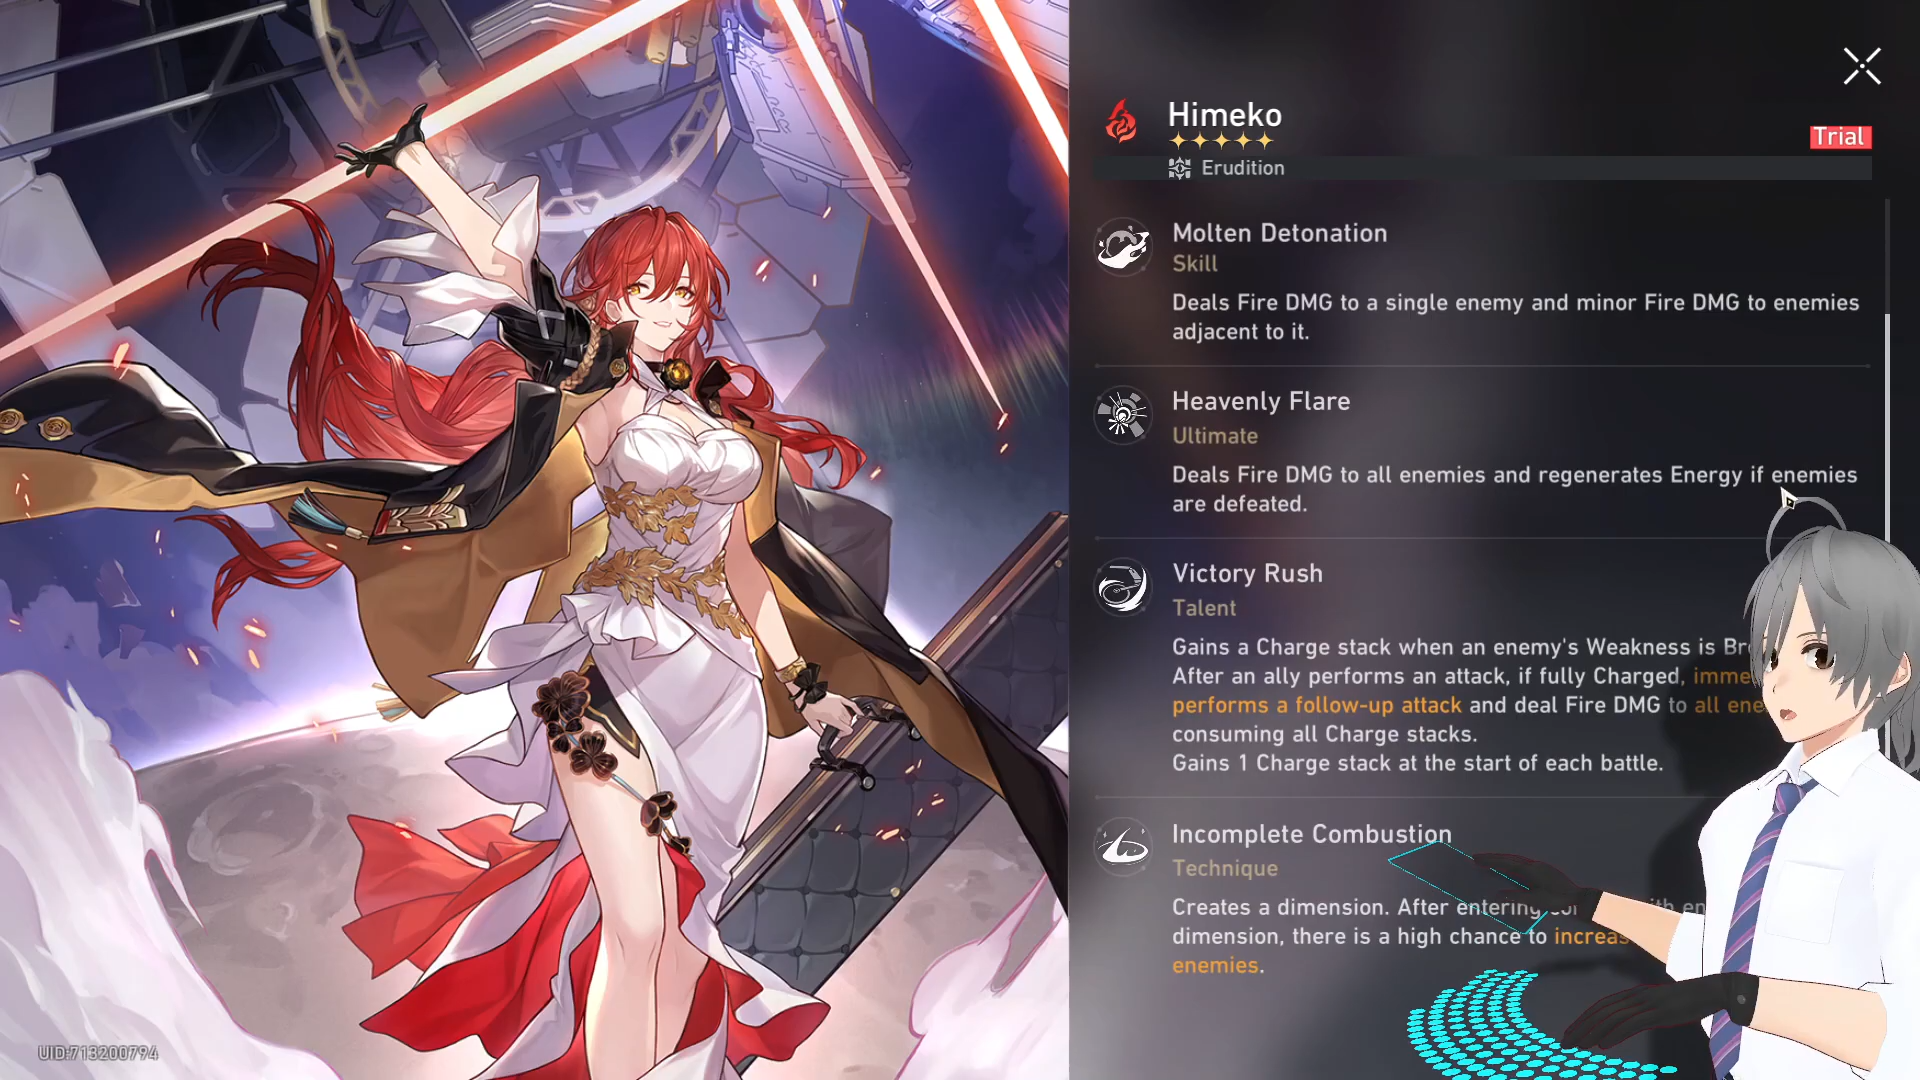 Himeko
Trial
Erudition
Molten Detonation
Skill
Deals Fire DMG to a single enemy and minor Fire DMG to enemies
adjacent to it.
Heavenly Flare
Ultimate
Deals Fire DMG to all enemies and regenerates Energy if enemies
are defeated.
Victory Rush
Talent
Gains a Charge stack when an enemy's Weakness is
After an ally performs an attack, if fully Charged,
performs a follow-up attack and deal Fire DMG to all
consuming all Charge stacks.
Gains 1 Charge stack at the start of each battle.
Incomplete Combustion
Technique
Creates a dimension. After entering
dimension, there is a high chance to
enemies.
UID:713200794